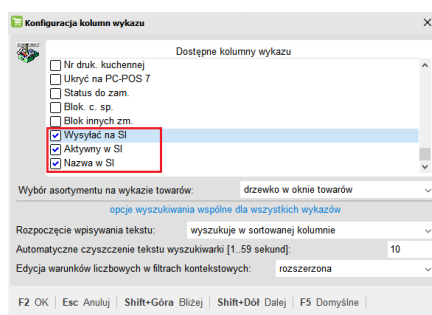 Konfiguracja kolumn wykazu
Dostępne kolumny wykazu
Nr druk. kuchennej
Ukryć na PC-POS 7
Status do zam.
Blok. c. sp.
Blok innych zm.
Wysyłać na SI
Aktywny w SI
Nazwa w SI
Wybór asortymentu na wykazie towarów: drzewko w oknie towarów
opcje wyszukiwania wspólne dla wszystkich wykazów
Rozpoczęcie wpisywania tekstu: wyszukuje w sortowanej kolumnie
Automatyczne czyszczenie tekstu wyszukiwarki [1..59 sekund]: 10
Edycja warunków liczbowych w filtrach kontekstowych: rozszerzona
F2 OK | Esc Anuluj | Shift+Góra Bliżej | Shift+Dół Dalej | F5 Domyślne |